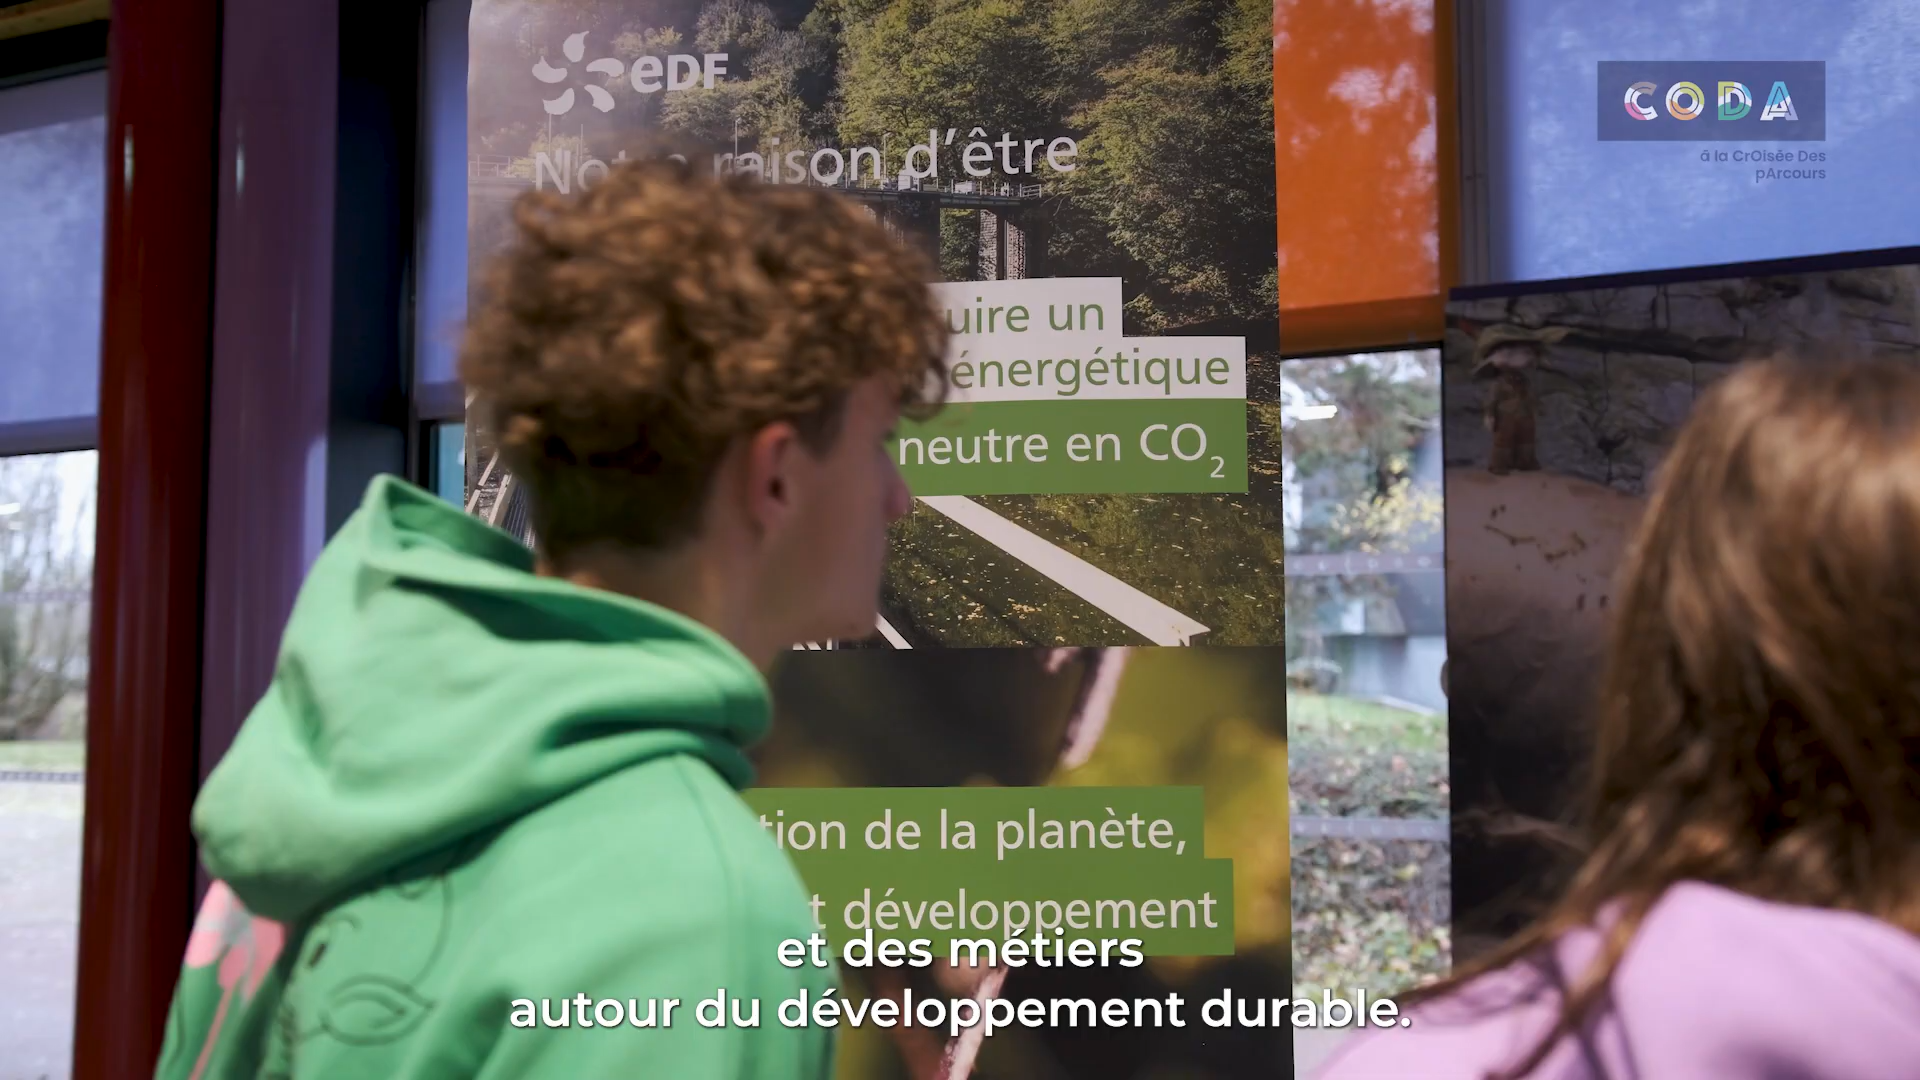 eDF
raison d'être
uire un
énergétique
neutre en CO2
tion de la planète,
t développement
CODA
à la CrOisée Des
pArcours
et des métiers
autour du développement durable.